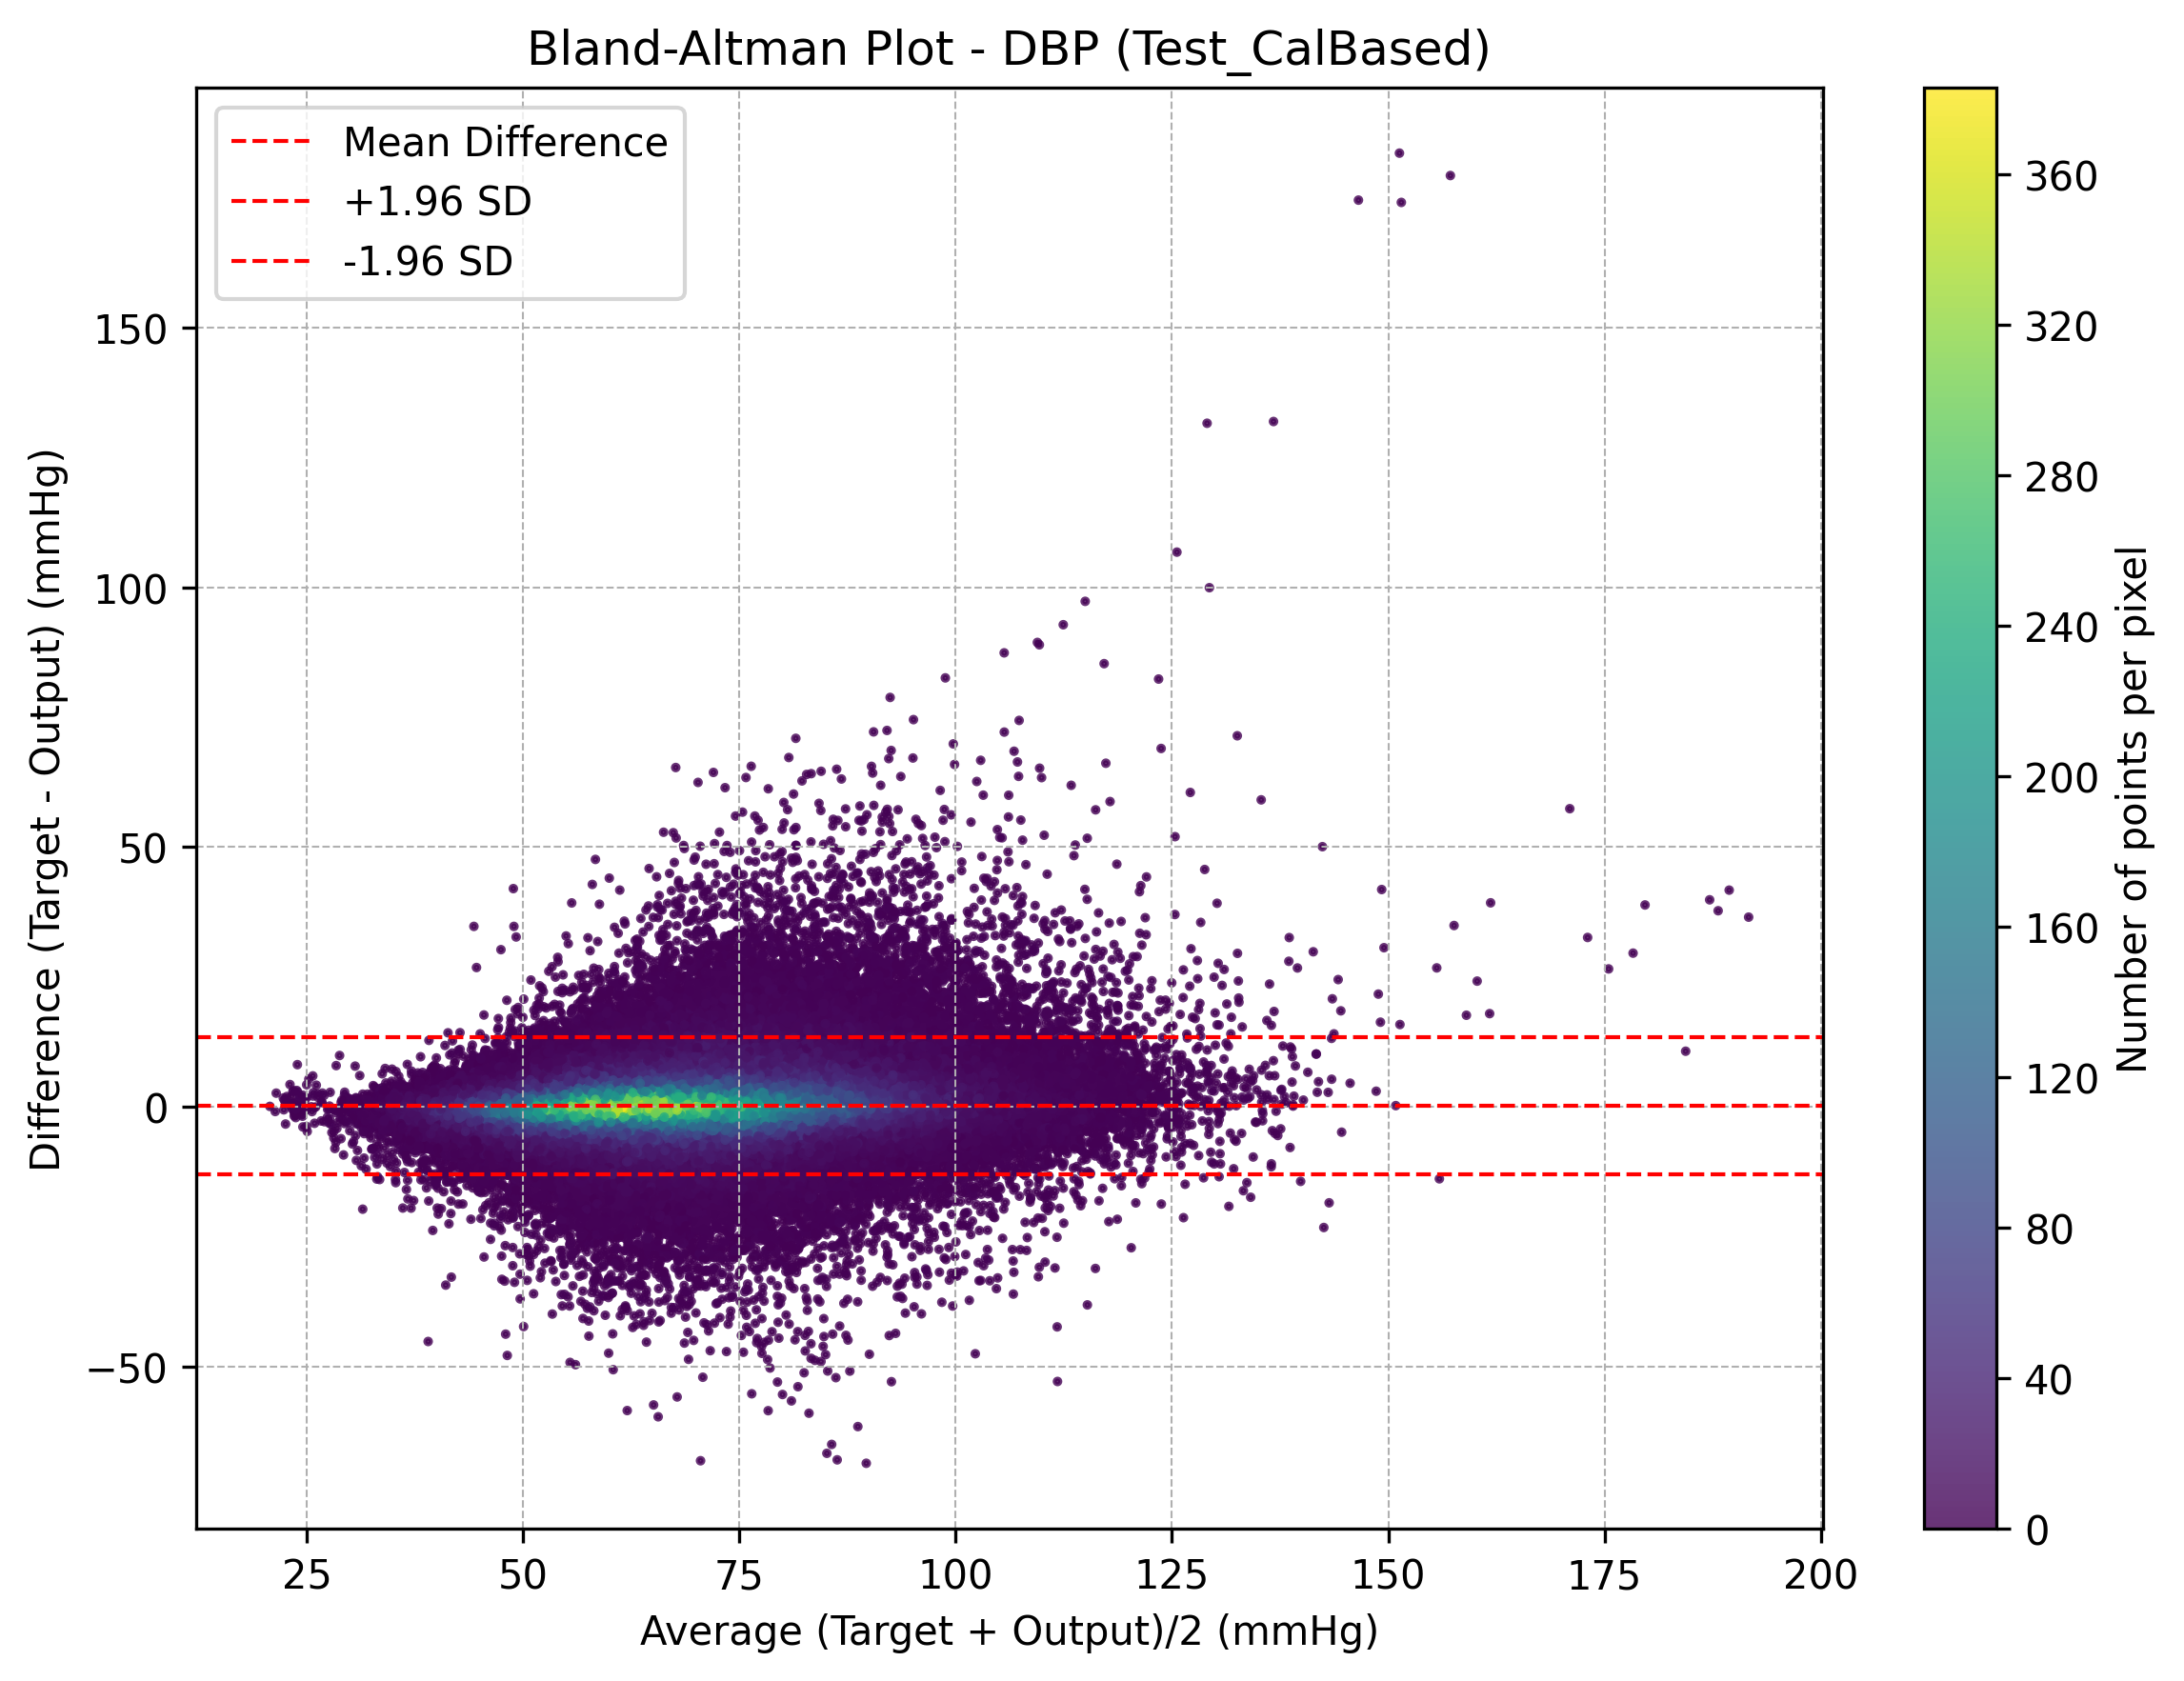 Bland-Altman Plot - DBP (Test_CalBased)
Mean Difference
+1.96 SD
-1.96 SD
Difference (Target - Output) (mmHg)
150
100
50
0
−50
25 50 75 100 125 150 175 200
Average (Target + Output)/2 (mmHg)
360
320
280
240
200
160
120
80
40
0
Number of points per pixel